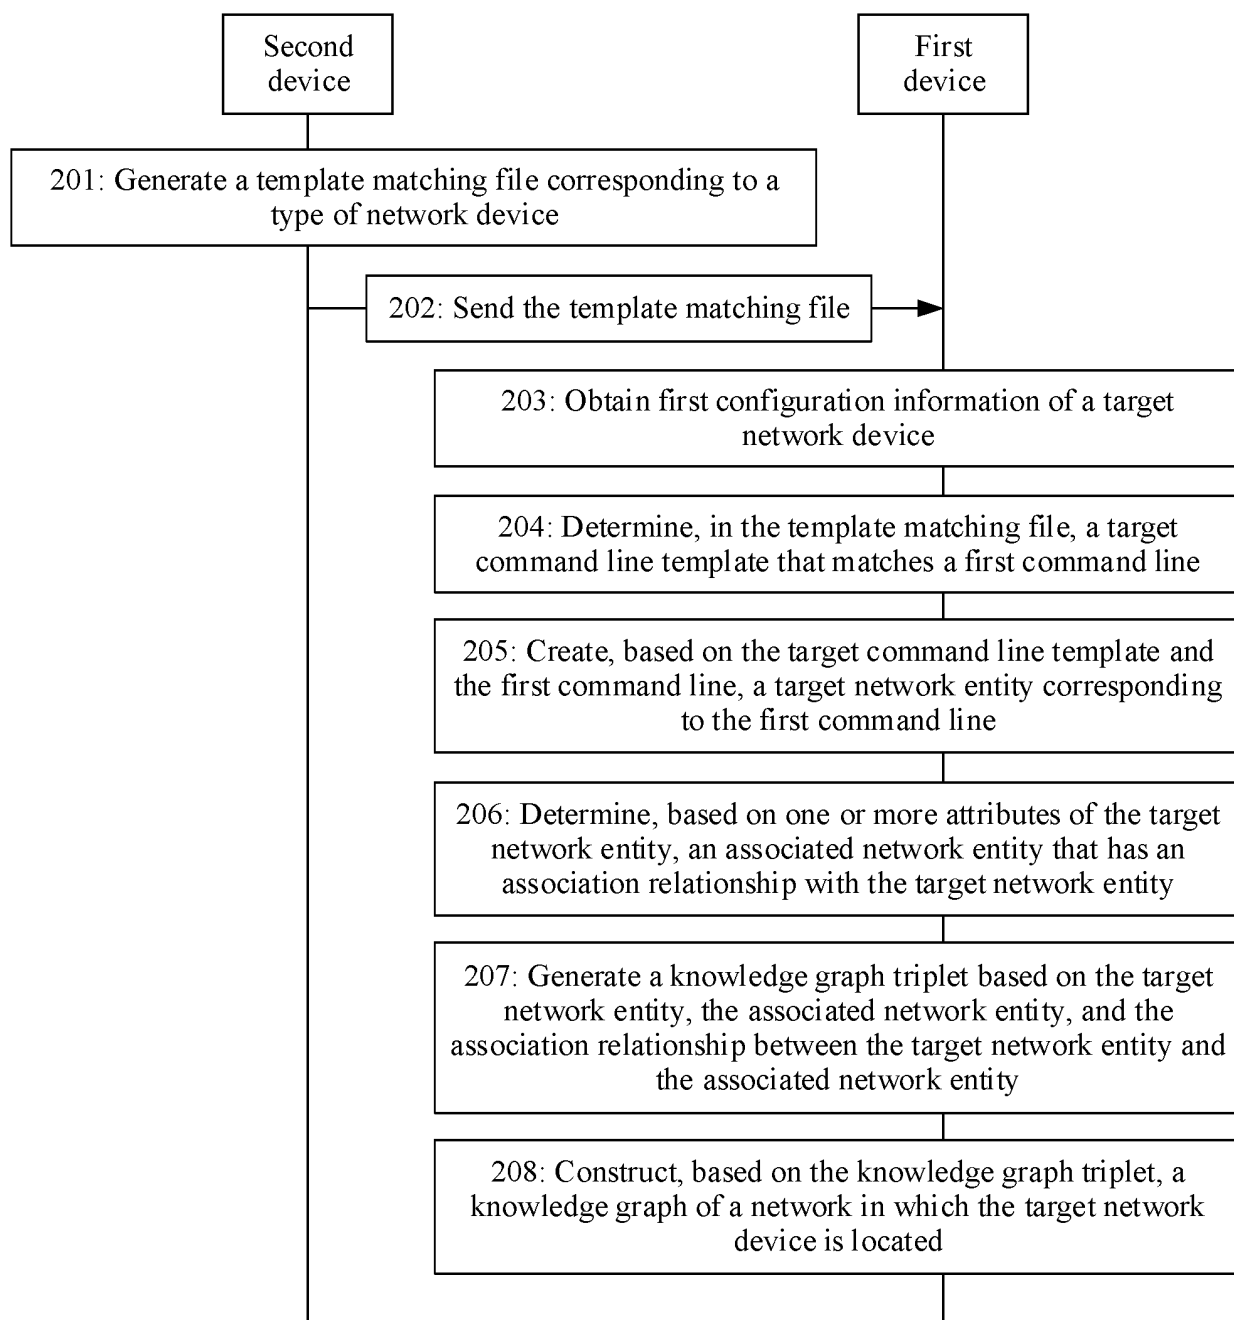 Second
device
First
device
201: Generate a template matching file corresponding to a
type of network device
202: Send the template matching file
203: Obtain first configuration information of a target
network device
204: Determine, in the template matching file, a target
command line template that matches a first command line
205: Create, based on the target command line template and
the first command line, a target network entity corresponding
to the first command line
206: Determine, based on one or more attributes of the target
network entity, an associated network entity that has an
association relationship with the target network entity
207: Generate a knowledge graph triplet based on the target
network entity, the associated network entity, and the
association relationship between the target network entity and
the associated network entity
208: Construct, based on the knowledge graph triplet, a
knowledge graph of a network in which the target network
device is located